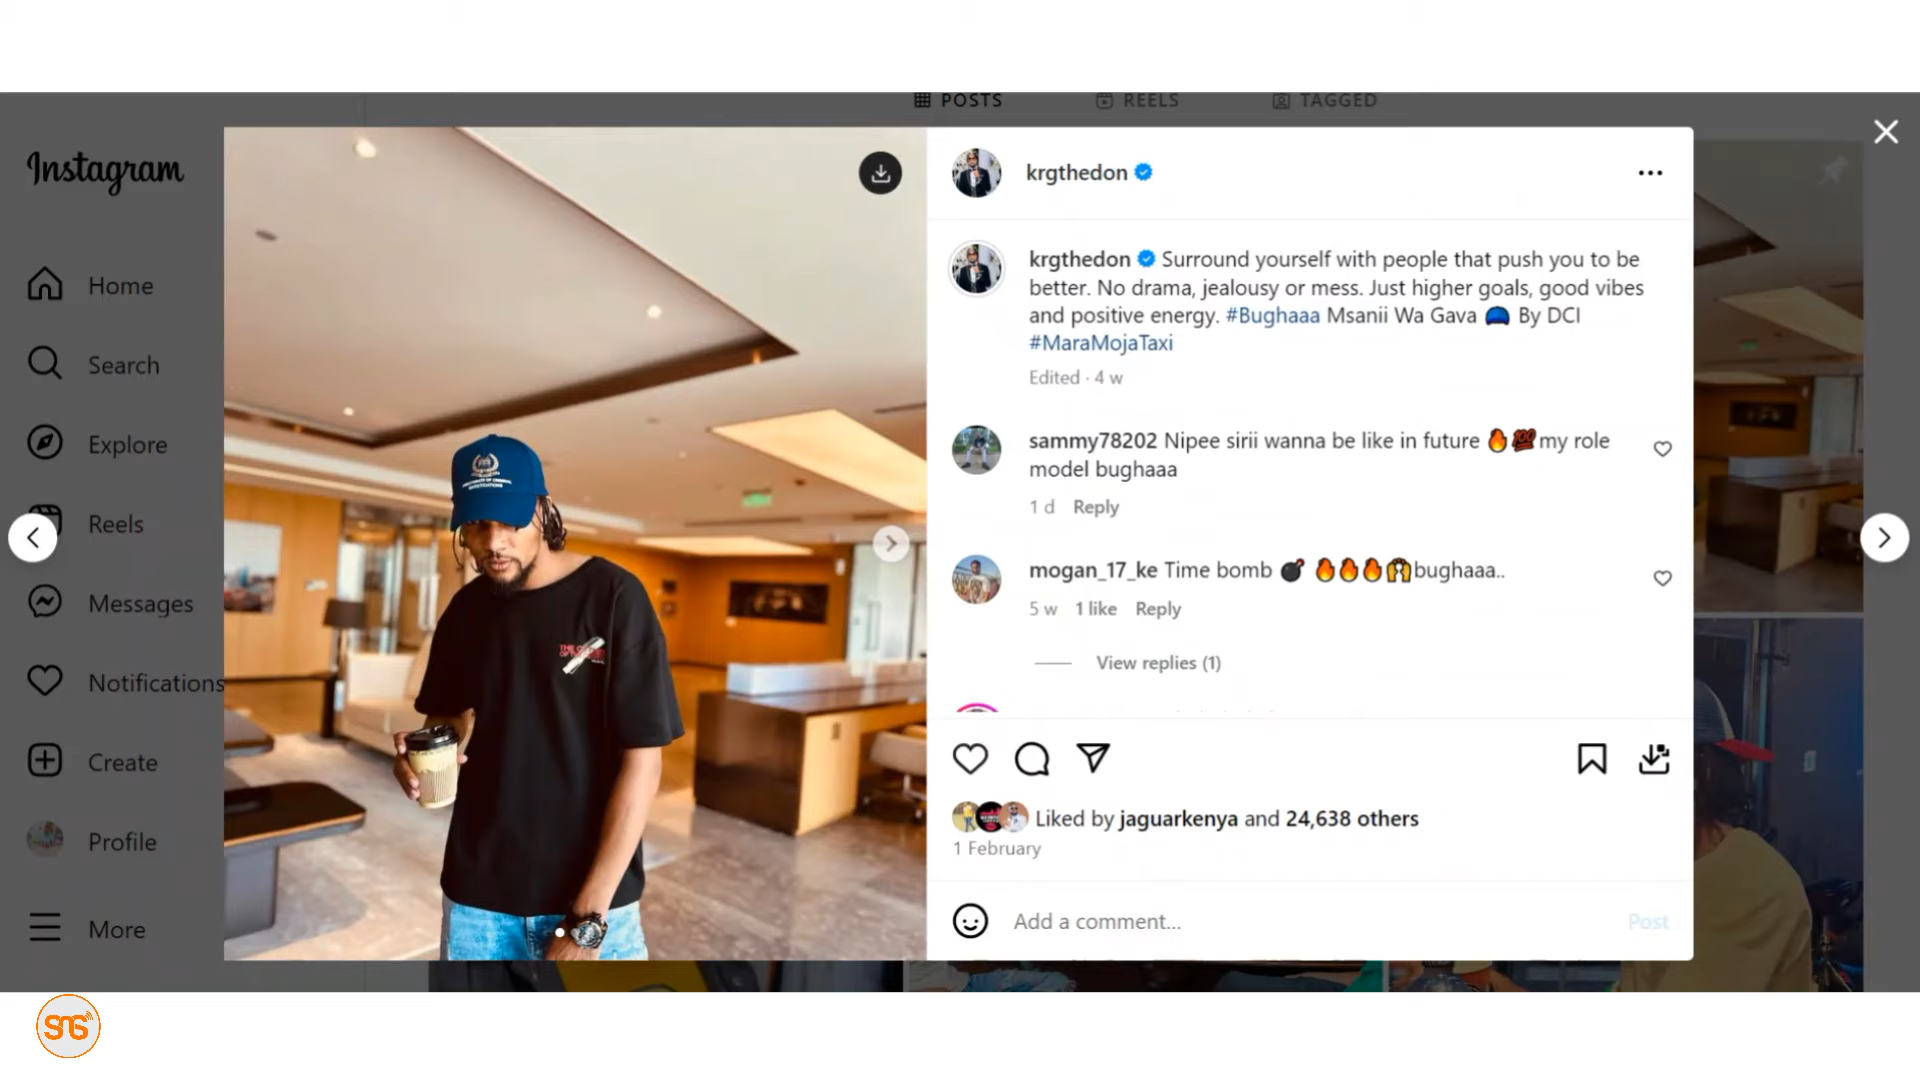 POSTS
REELS
TAGGED
Instagram
Home
Search
Explore
Reels
Messages
Notifications
Create
Profile
More
krgthedon
krgthedon Surround yourself with people that push you to be
better. No drama, jealousy or mess. Just higher goals, good vibes
and positive energy. #Bughaaa Msanii Wa Gava 🧢 By DCI
#MaraMojaTaxi
Edited · 4 w
sammy78202 Nipee sirii wanna be like in future 🔥💯my role
model bughaaa
1 d Reply
mogan_17_ke Time bomb 💣 🔥🔥🔥🙌bughaaa..
5 w 1 like Reply
View replies (1)
Liked by jaguarkenya and 24,638 others
1 February
Add a comment...
Post
SNS